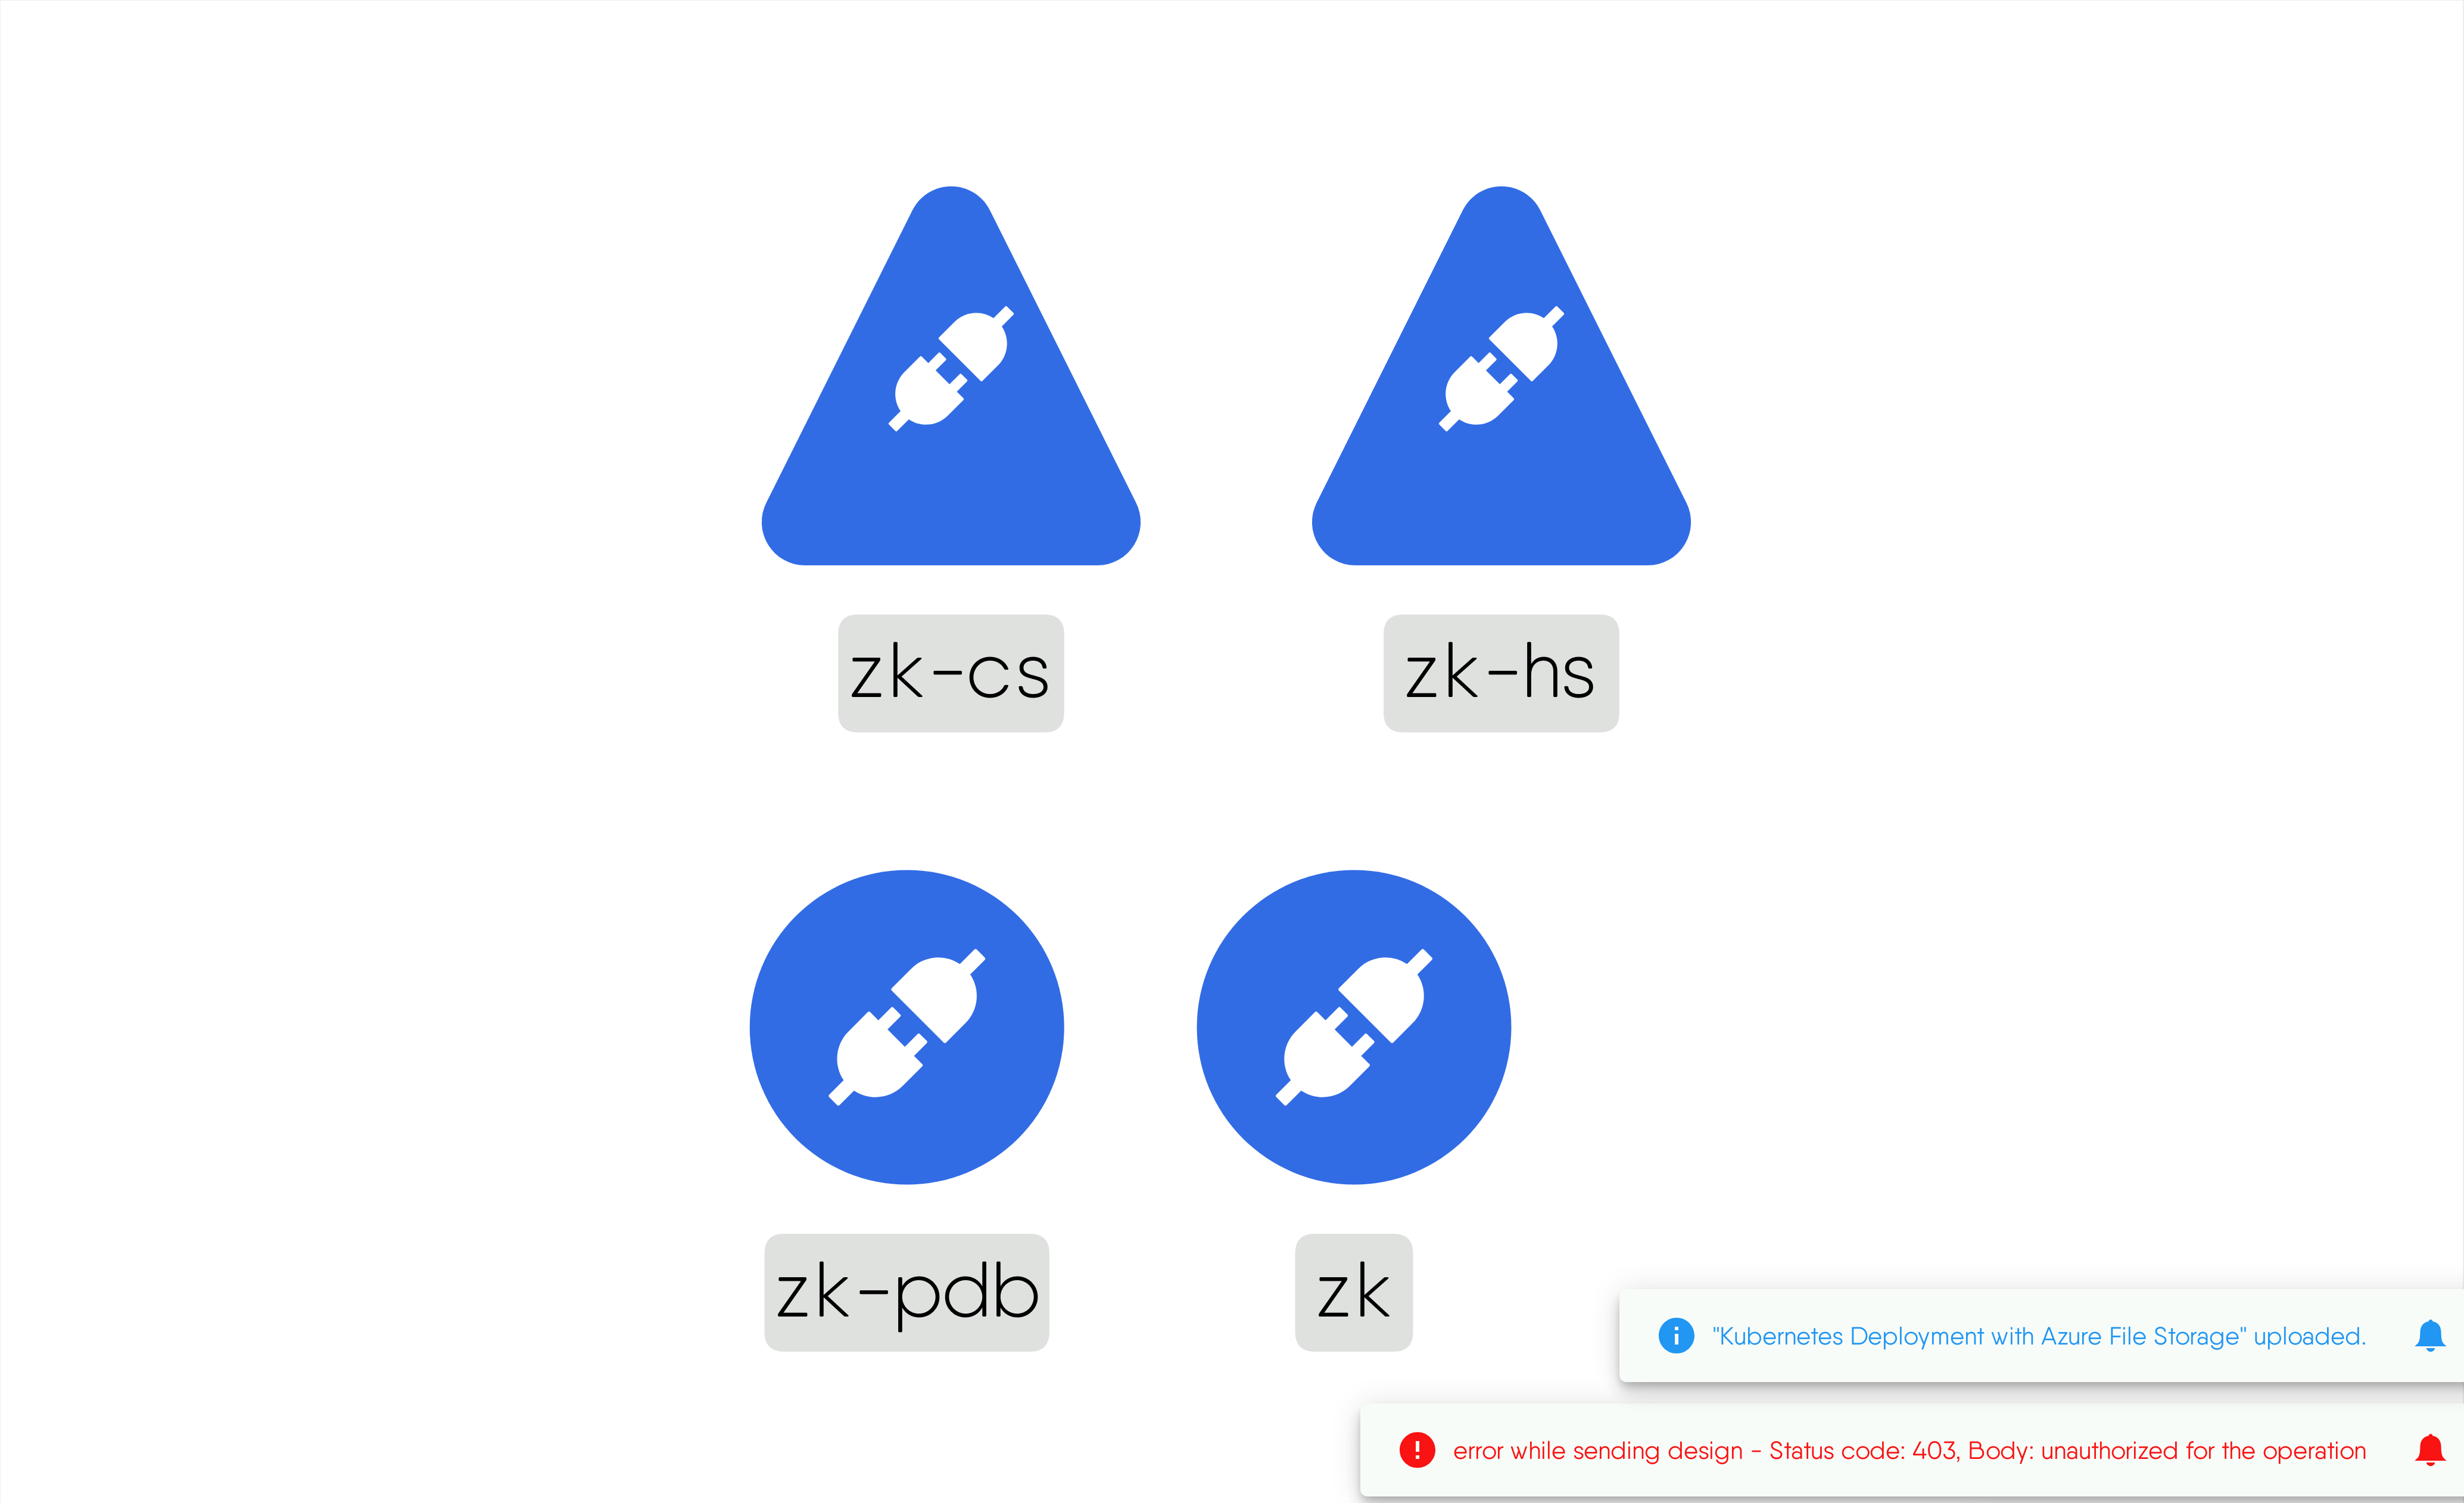 zk-cs
zk-hs
zk-pdb
zk
"Kubernetes Deployment with Azure File Storage" uploaded.
error while sending design - Status code: 403, Body: unauthorized for the operation